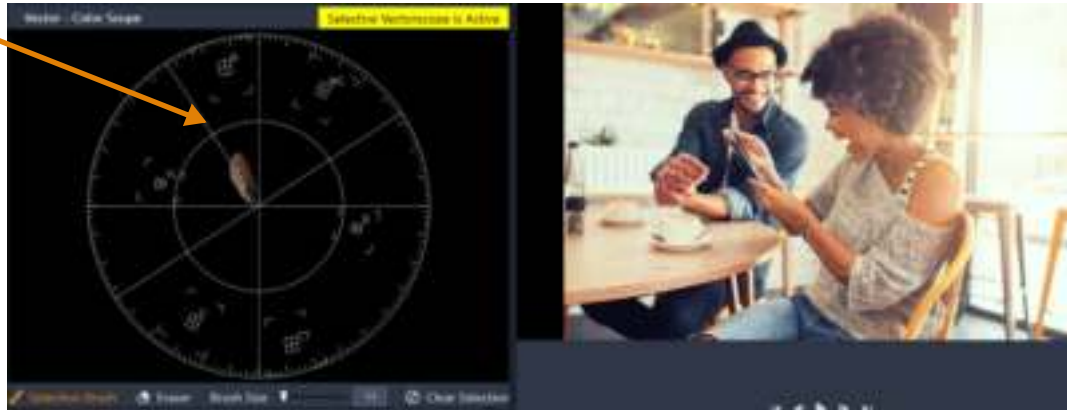 Vector - Color Scope
Selective Vectorscope is Active
Selection Brush
Eraser
Brush Size
Clear Selection